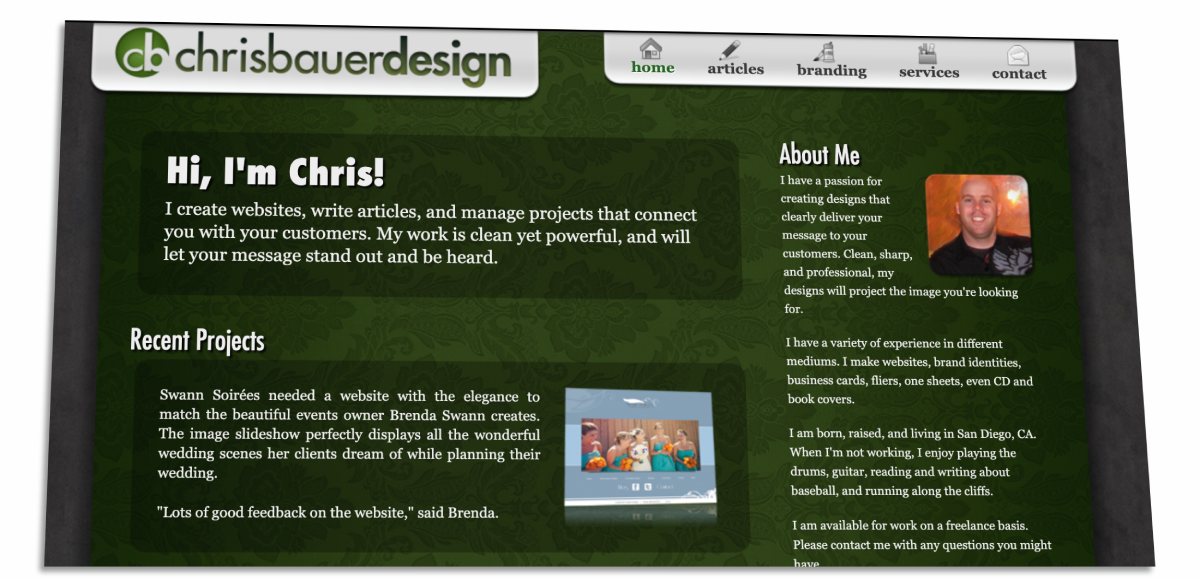 cb chrisbauerdesign
home articles branding services contact
Hi, I'm Chris!
I create websites, write articles, and manage projects that connect
you with your customers. My work is clean yet powerful, and will
let your message stand out and be heard.
Recent Projects
Swann Soirées needed a website with the elegance to
match the beautiful events owner Brenda Swann creates.
The image slideshow perfectly displays all the wonderful
wedding scenes her clients dream of while planning their
wedding.
"Lots of good feedback on the website," said Brenda.
About Me
I have a passion for
creating designs that
clearly deliver your
message to your
customers. Clean, sharp,
and professional, my
designs will project the image you're looking
for.
I have a variety of experience in different
mediums. I make websites, brand identities,
business cards, fliers, one sheets, even CD and
book covers.
I am born, raised, and living in San Diego, CA.
When I'm not working, I enjoy playing the
drums, guitar, reading and writing about
baseball, and running along the cliffs.
I am available for work on a freelance basis.
Please contact me with any questions you might
have